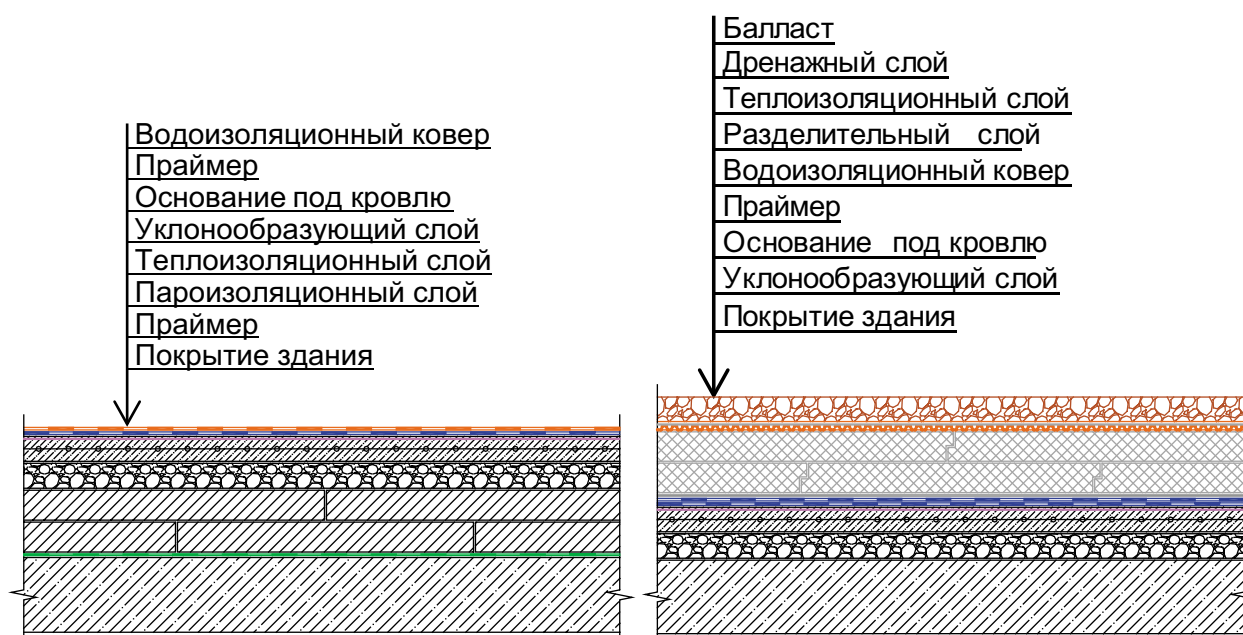 Водоизоляционный ковер
Праймер
Основание под кровлю
Уклонообразующий слой
Теплоизоляционный слой
Пароизоляционный слой
Праймер
Покрытие здания
Балласт
Дренажный слой
Теплоизоляционный слой
Разделительный слой
Водоизоляционный ковер
Праймер
Основание под кровлю
Уклонообразующий слой
Покрытие здания